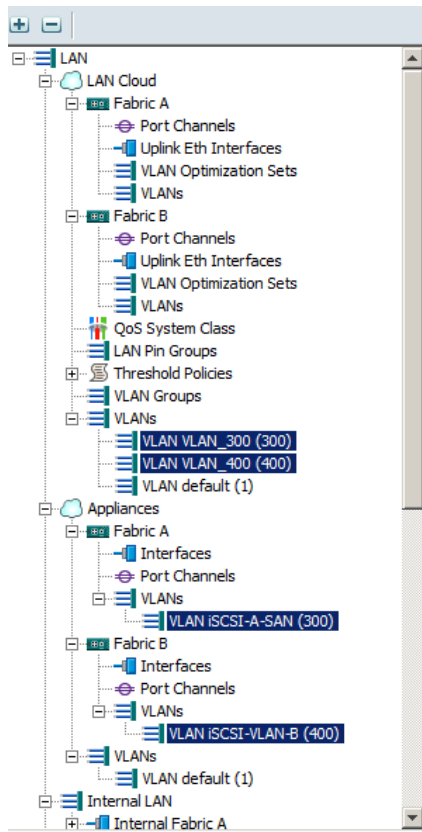 LAN
LAN Cloud
Fabric A
Port Channels
Uplink Eth Interfaces
VLAN Optimization Sets
VLANs
Fabric B
Port Channels
Uplink Eth Interfaces
VLAN Optimization Sets
VLANs
QoS System Class
LAN Pin Groups
Threshold Policies
VLAN Groups
VLANs
VLAN VLAN_300 (300)
VLAN VLAN_400 (400)
VLAN default (1)
Appliances
Fabric A
Interfaces
Port Channels
VLANs
VLAN iSCSI-A-SAN (300)
Fabric B
Interfaces
Port Channels
VLANs
VLAN iSCSI-VLAN-B (400)
VLANs
VLAN default (1)
Internal LAN
Internal Fabric A